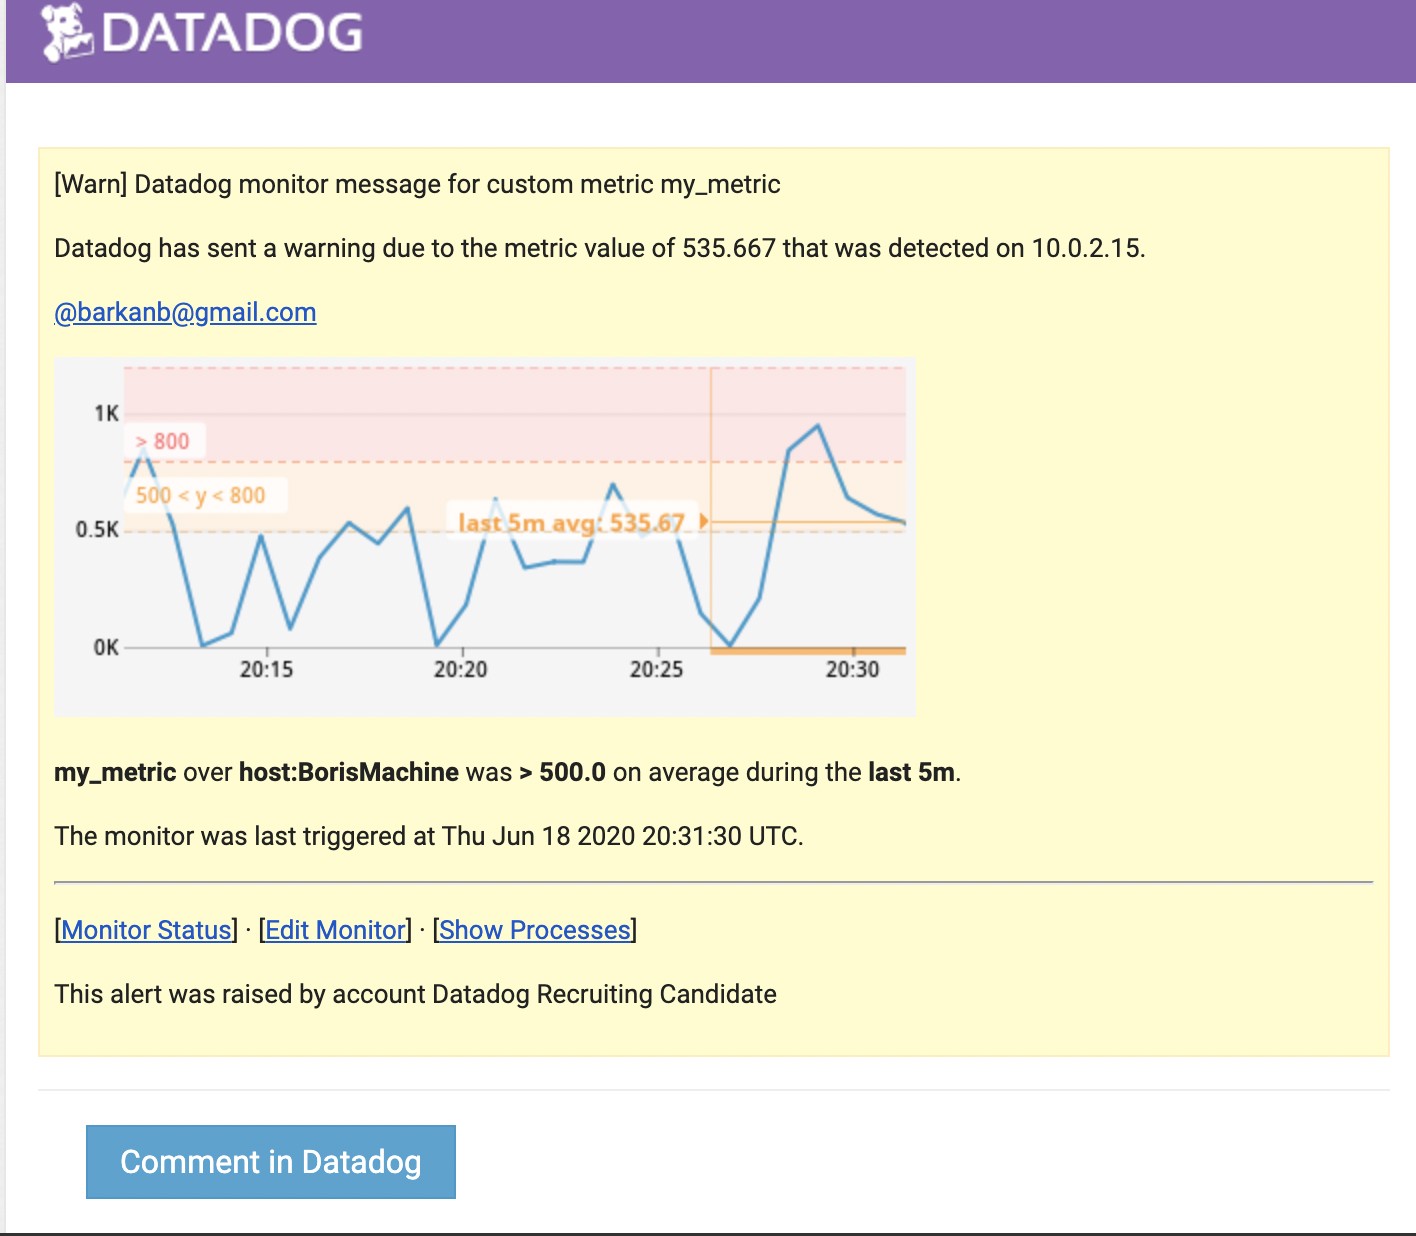 DATADOG
[Warn] Datadog monitor message for custom metric my_metric
Datadog has sent a warning due to the metric value of 535.667 that was detected on 10.0.2.15.
@barkanb@gmail.com
1K
> 800
500 < y < 800
0.5K
last 5m avg: 535.67
0K
20:15 20:20 20:25 20:30
my_metric over host:BorisMachine was > 500.0 on average during the last 5m.
The monitor was last triggered at Thu Jun 18 2020 20:31:30 UTC.
[Monitor Status] · [Edit Monitor] · [Show Processes]
This alert was raised by account Datadog Recruiting Candidate
Comment in Datadog